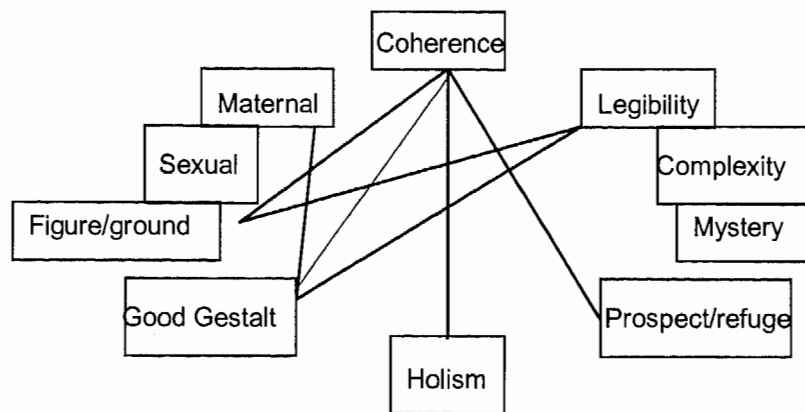 Coherence
Maternal
Legibility
Sexual
Complexity
Figure/ground
Mystery
Good Gestalt
Prospect/refuge
Holism